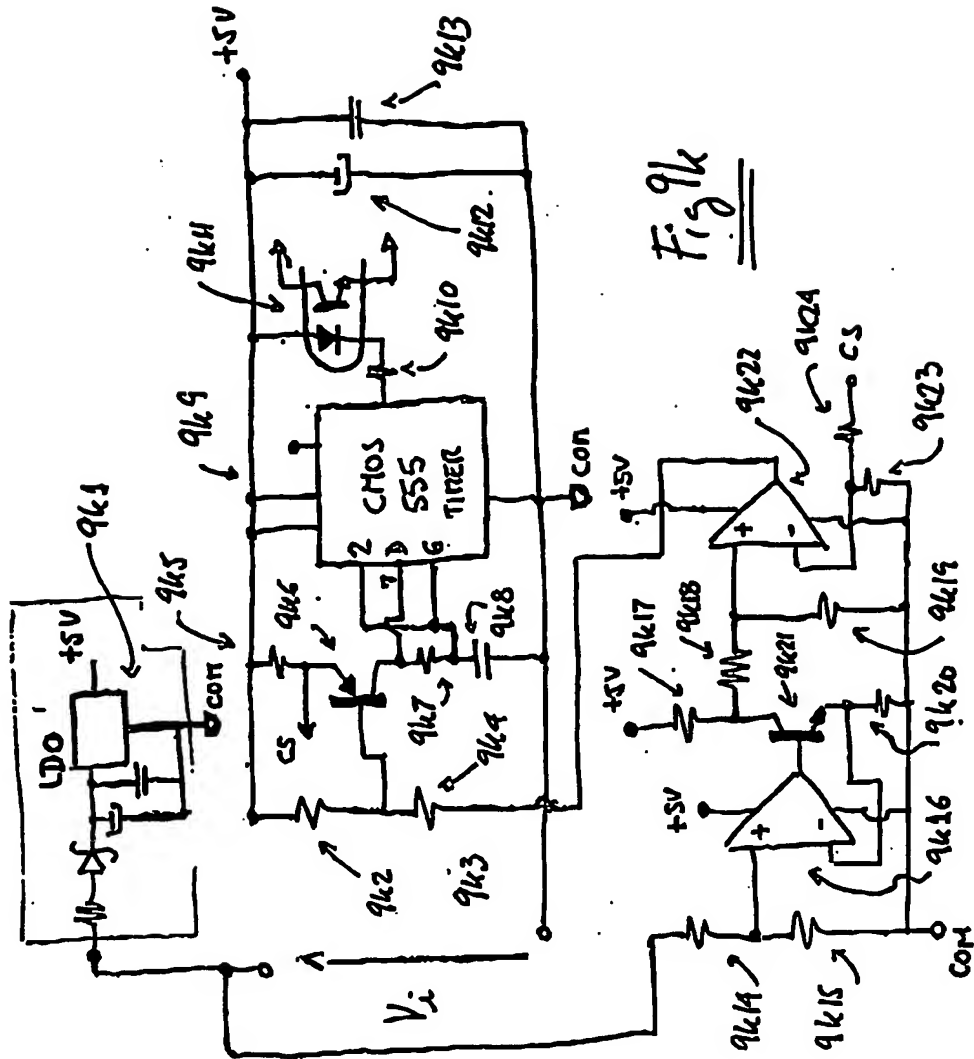 +5V
9k1
LDO
+5V
COM
9k5
9k9
9k11
9k12
9k13
9k10
9k6
CMOS
555
TIMER
2
D
7
6
9k8
9k7
9k4
CS
9k2
9k3
COM
Vi
Fig 9k
+5V
9k22
9k24
CS
9k23
+5V
9k17
9k18
9k21
9k19
9k20
+5V
9k16
9k14
9k15
COM
+
-
+
-